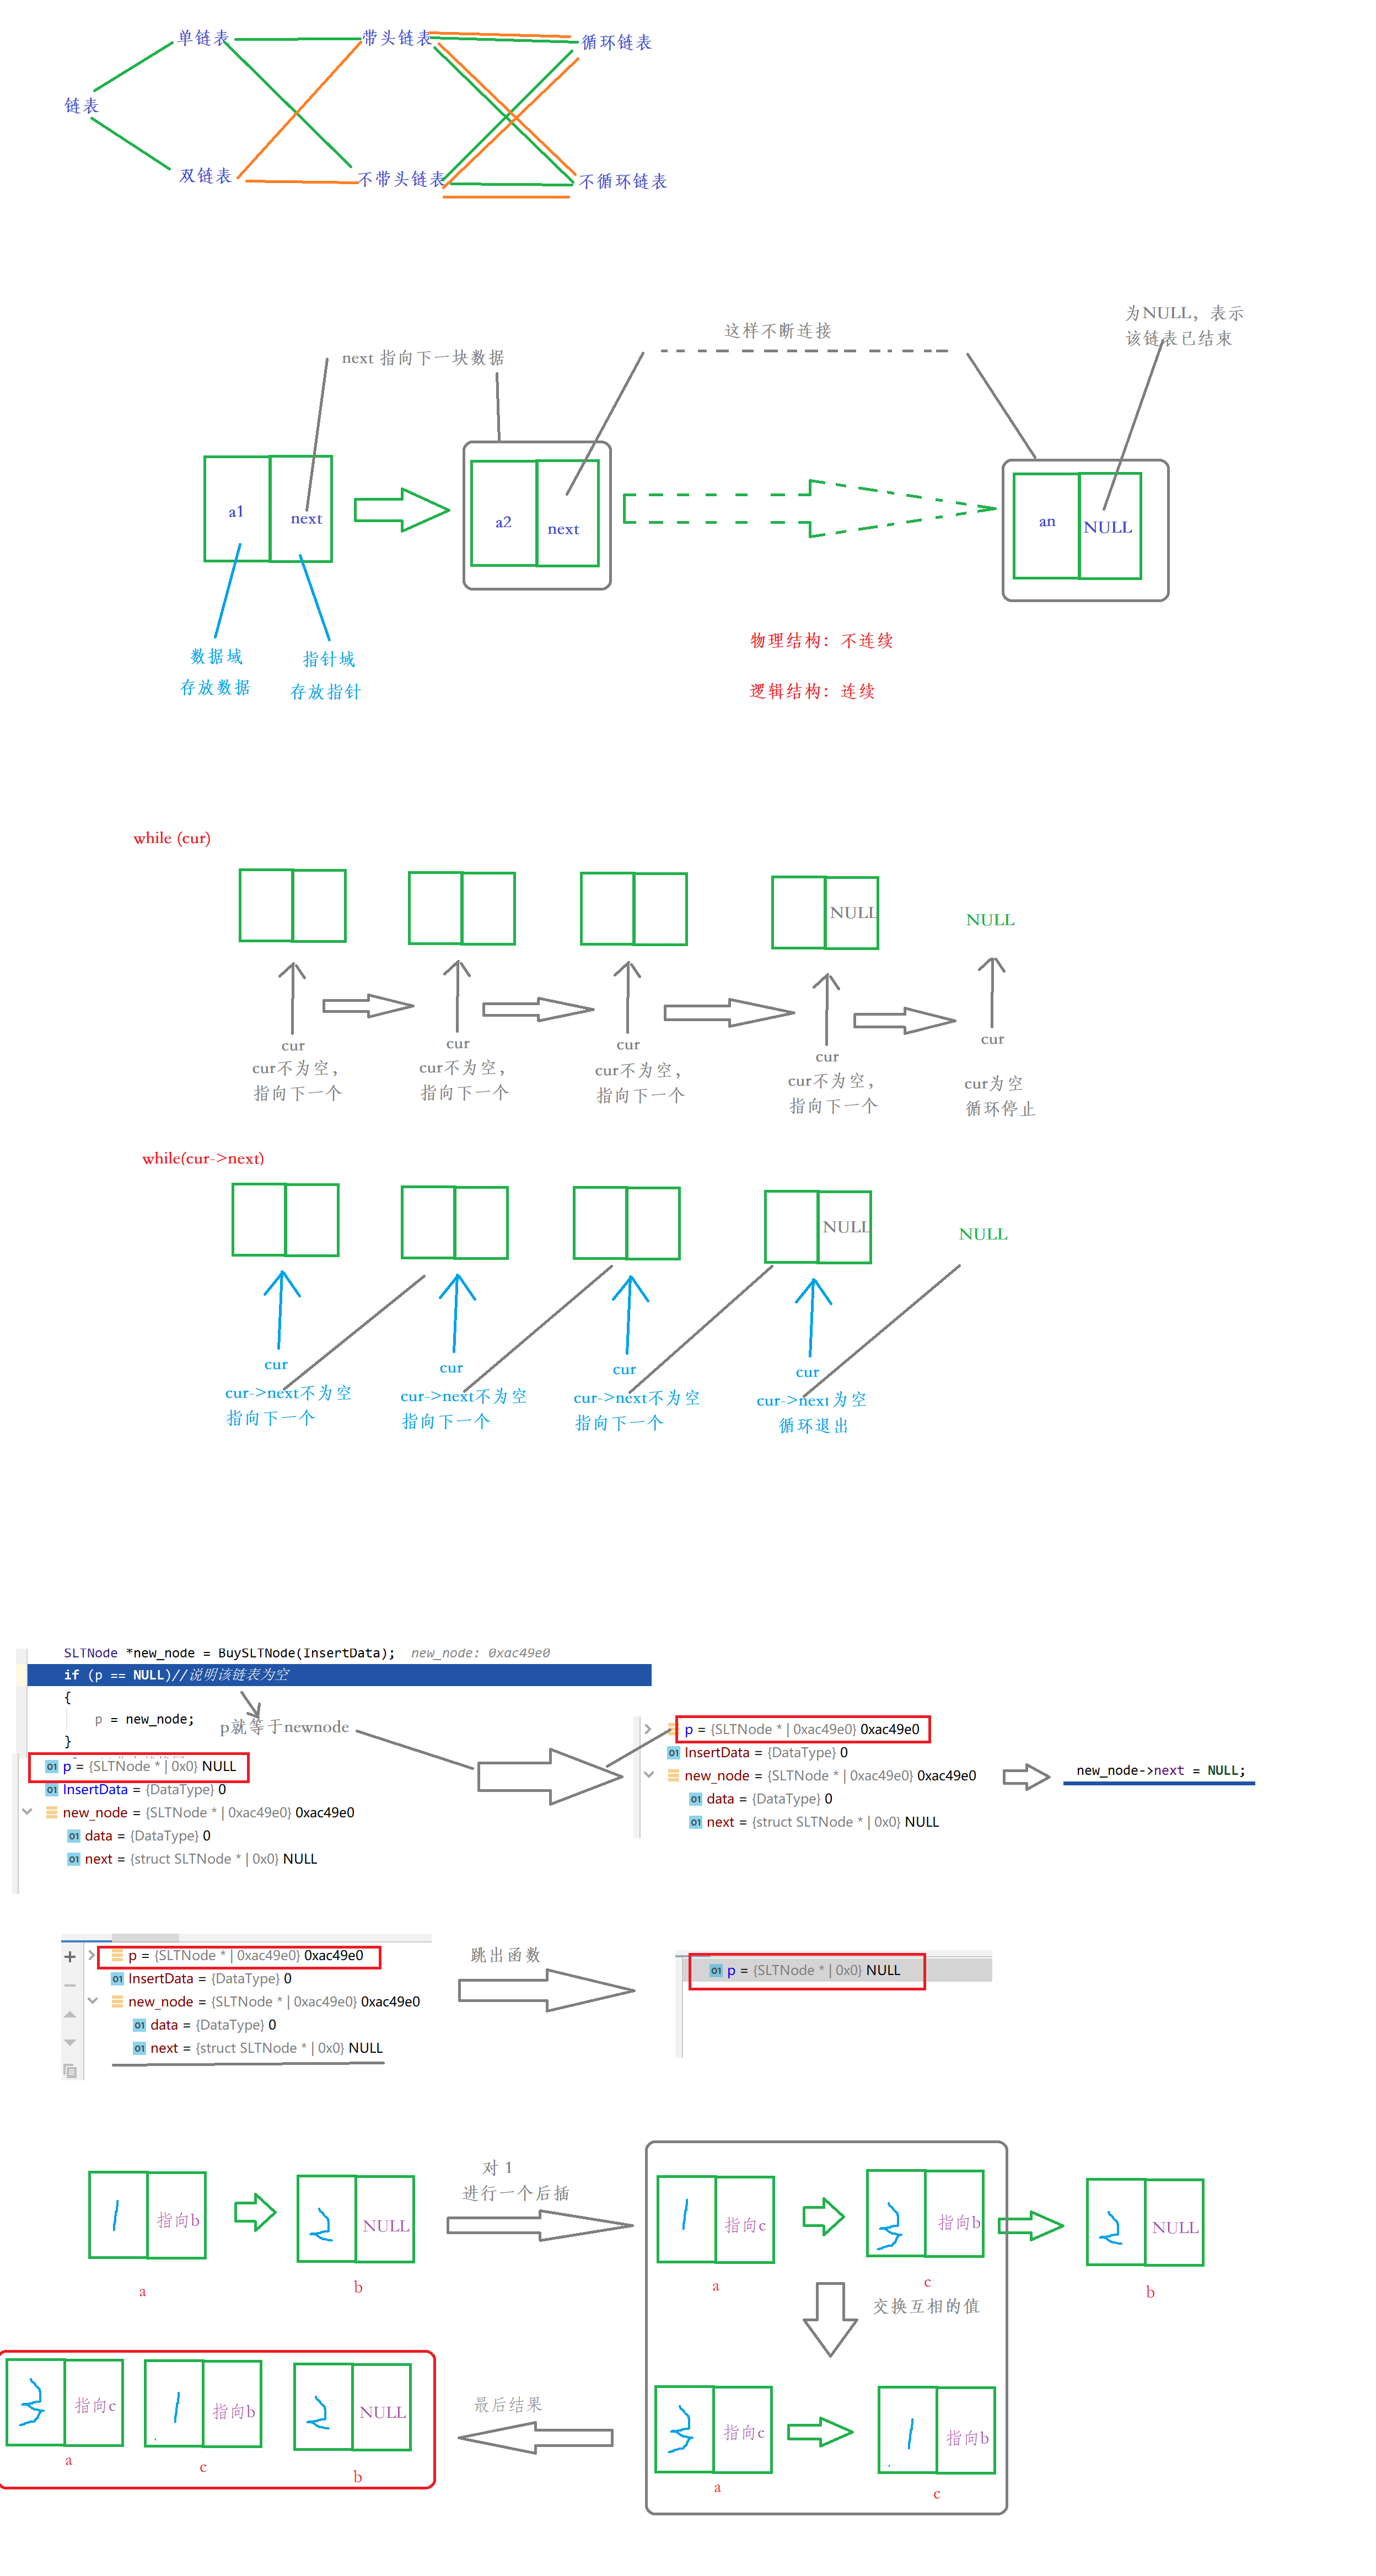 单链表
带头链表
循环链表
链表
双链表
不带头链表
不循环链表
为NULL，表示
该链表已结束
这样不断连接
next 指向下一块数据
a1
next
a2
next
an
NULL
数据域
存放数据
指针域
存放指针
物理结构：不连续
逻辑结构：连续
while (cur)
NULL
NULL
cur
cur不为空，
指向下一个
cur
cur不为空，
指向下一个
cur
cur不为空，
指向下一个
cur
cur不为空，
指向下一个
cur
cur为空
循环停止
while(cur->next)
NULL
NULL
cur
cur->next不为空
指向下一个
cur
cur->next不为空
指向下一个
cur
cur->next不为空
指向下一个
cur
cur->next为空
循环退出
SLTNode *new_node = BuySLTNode(InsertData);  new_node: 0xac49e0
if (p == NULL)//说明该链表为空
{
p = new_node;
}
p就等于newnode
p = {SLTNode * | 0x0} NULL
InsertData = {DataType} 0
new_node = {SLTNode * | 0xac49e0} 0xac49e0
data = {DataType} 0
next = {struct SLTNode * | 0x0} NULL
p = {SLTNode * | 0xac49e0} 0xac49e0
InsertData = {DataType} 0
new_node = {SLTNode * | 0xac49e0} 0xac49e0
data = {DataType} 0
next = {struct SLTNode * | 0x0} NULL
new_node->next = NULL;
p = {SLTNode * | 0xac49e0} 0xac49e0
InsertData = {DataType} 0
new_node = {SLTNode * | 0xac49e0} 0xac49e0
data = {DataType} 0
next = {struct SLTNode * | 0x0} NULL
跳出函数
p = {SLTNode * | 0x0} NULL
1
指向b
a
2
NULL
b
对 1
进行一个后插
1
指向c
a
3
指向b
c
2
NULL
b
交换互相的值
3
指向c
a
1
指向b
c
最后结果
3
指向c
a
1
指向b
c
2
NULL
b